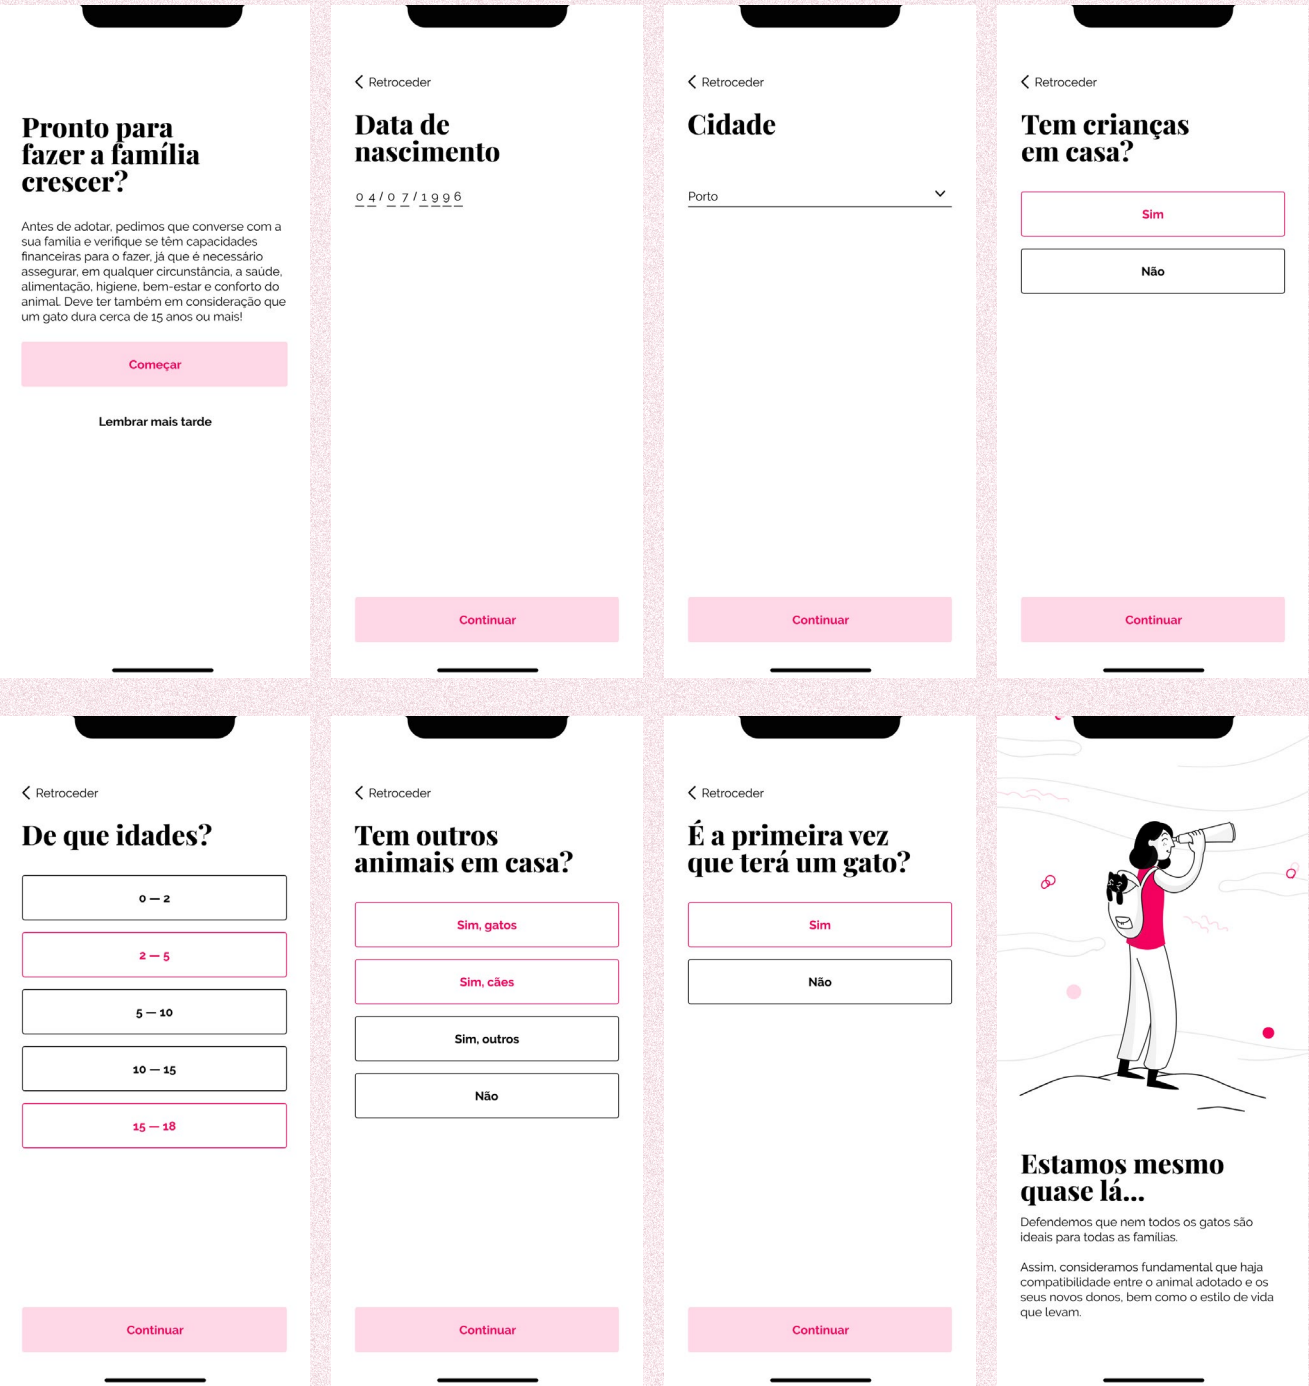 Pronto para
fazer a família
crescer?
Antes de adotar, pedimos que converse com a
sua família e verifique se têm capacidades
financeiras para o fazer, já que é necessário
assegurar, em qualquer circunstância, a saúde,
alimentação, higiene, bem-estar e conforto do
animal. Deve ter também em consideração que
um gato dura cerca de 15 anos ou mais!
Começar
Lembrar mais tarde
Retroceder
Data de
nascimento
04/07/1996
Continuar
Retroceder
Cidade
Porto
Continuar
Retroceder
Tem crianças
em casa?
Sim
Não
Continuar
Retroceder
De que idades?
0 — 2
2 — 5
5 — 10
10 — 15
15 — 18
Continuar
Retroceder
Tem outros
animais em casa?
Sim, gatos
Sim, cães
Sim, outros
Não
Continuar
Retroceder
É a primeira vez
que terá um gato?
Sim
Não
Continuar
Estamos mesmo
quase lá...
Defendemos que nem todos os gatos são
ideais para todas as famílias.
Assim, consideramos fundamental que haja
compatibilidade entre o animal adotado e os
seus novos donos, bem como o estilo de vida
que levam.